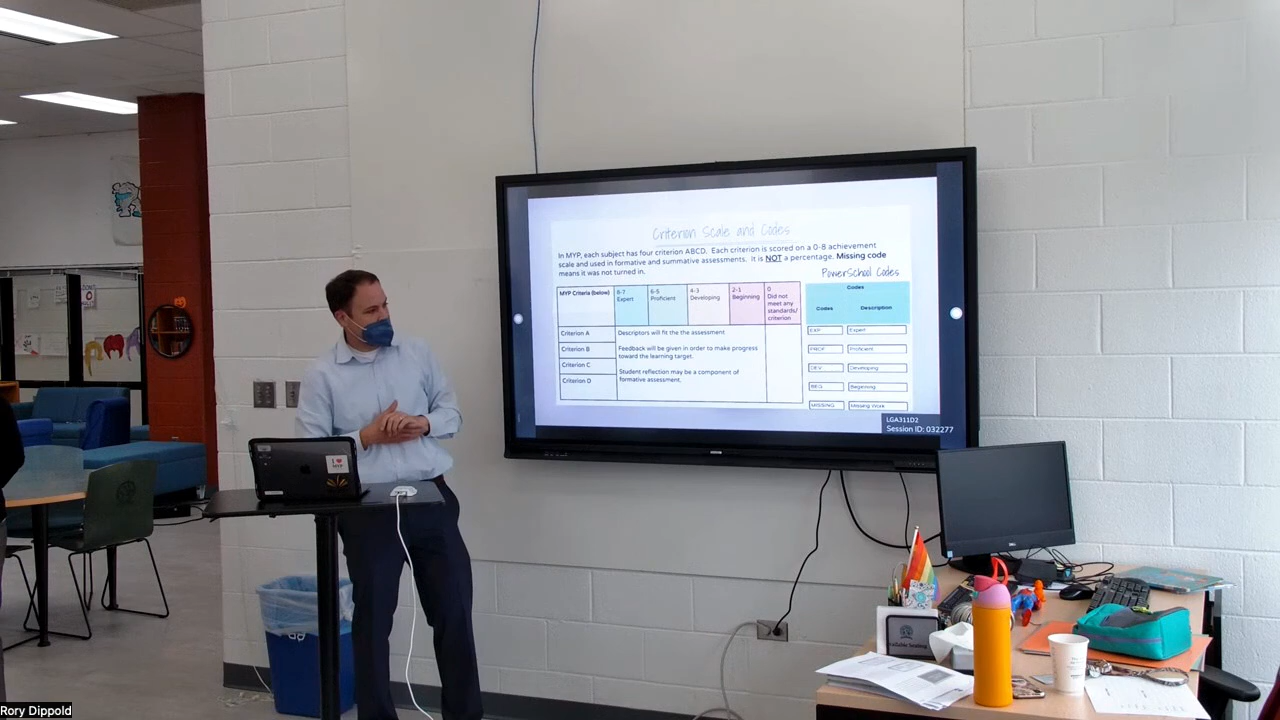 Criterion Scale and Codes
In MYP, each subject has four criterion ABCD. Each criterion is scored on a 0-8 achievement
scale and used in formative and summative assessments. It is NOT a percentage. Missing code
means it was not turned in.
PowerSchool Codes
MYP Criteria (below)
8-7
Expert
6-5
Proficient
4-3
Developing
2-1
Beginning
0
Did not
meet any
standards/
criterion
Criterion A
Criterion B
Criterion C
Criterion D
Descriptors will fit the the assessment
Feedback will be given in order to make progress
toward the learning target.
Student reflection may be a component of
formative assessment.
Codes
Codes Description
EXP Expert
PROF Proficient
DEV Developing
BEG Beginning
MISSING Missing Work
LGA311D2
Session ID: 032277
I ❤ MYP
Rory Dippold